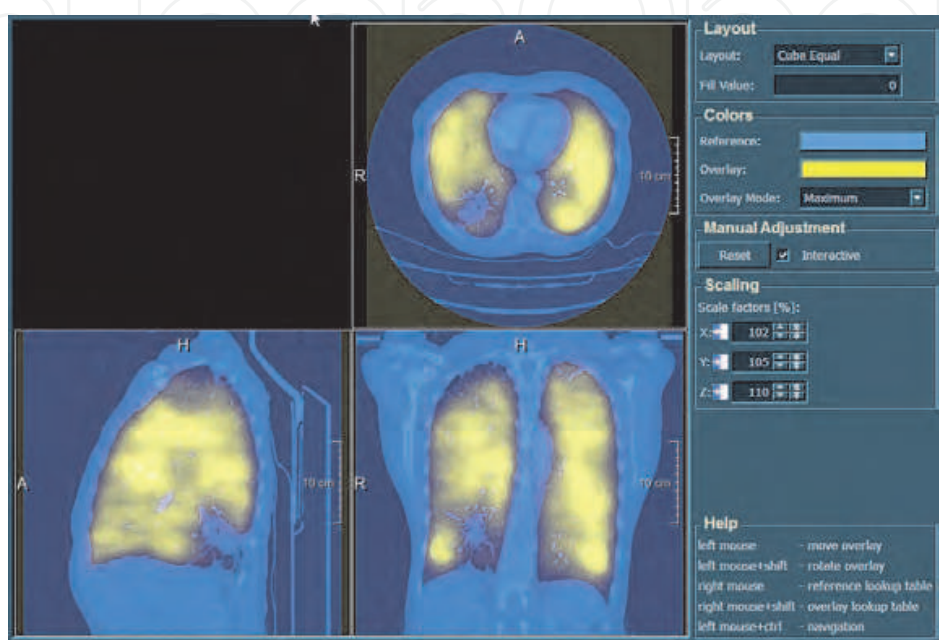 A
R
10 cm
H
A
10 cm
H
R
10 cm
Layout
Layout: Cube Equal
Fill Value: 0
Colors
Reference:
Overlay:
Overlay Mode: Maximum
Manual Adjustment
Reset Interactive
Scaling
Scale factors [%]:
X: 102
Y: 105
Z: 110
Help
left mouse - move overlay
left mouse+shift - rotate overlay
right mouse - reference lookup table
right mouse+shift - overlay lookup table
left mouse+ctrl - navigation